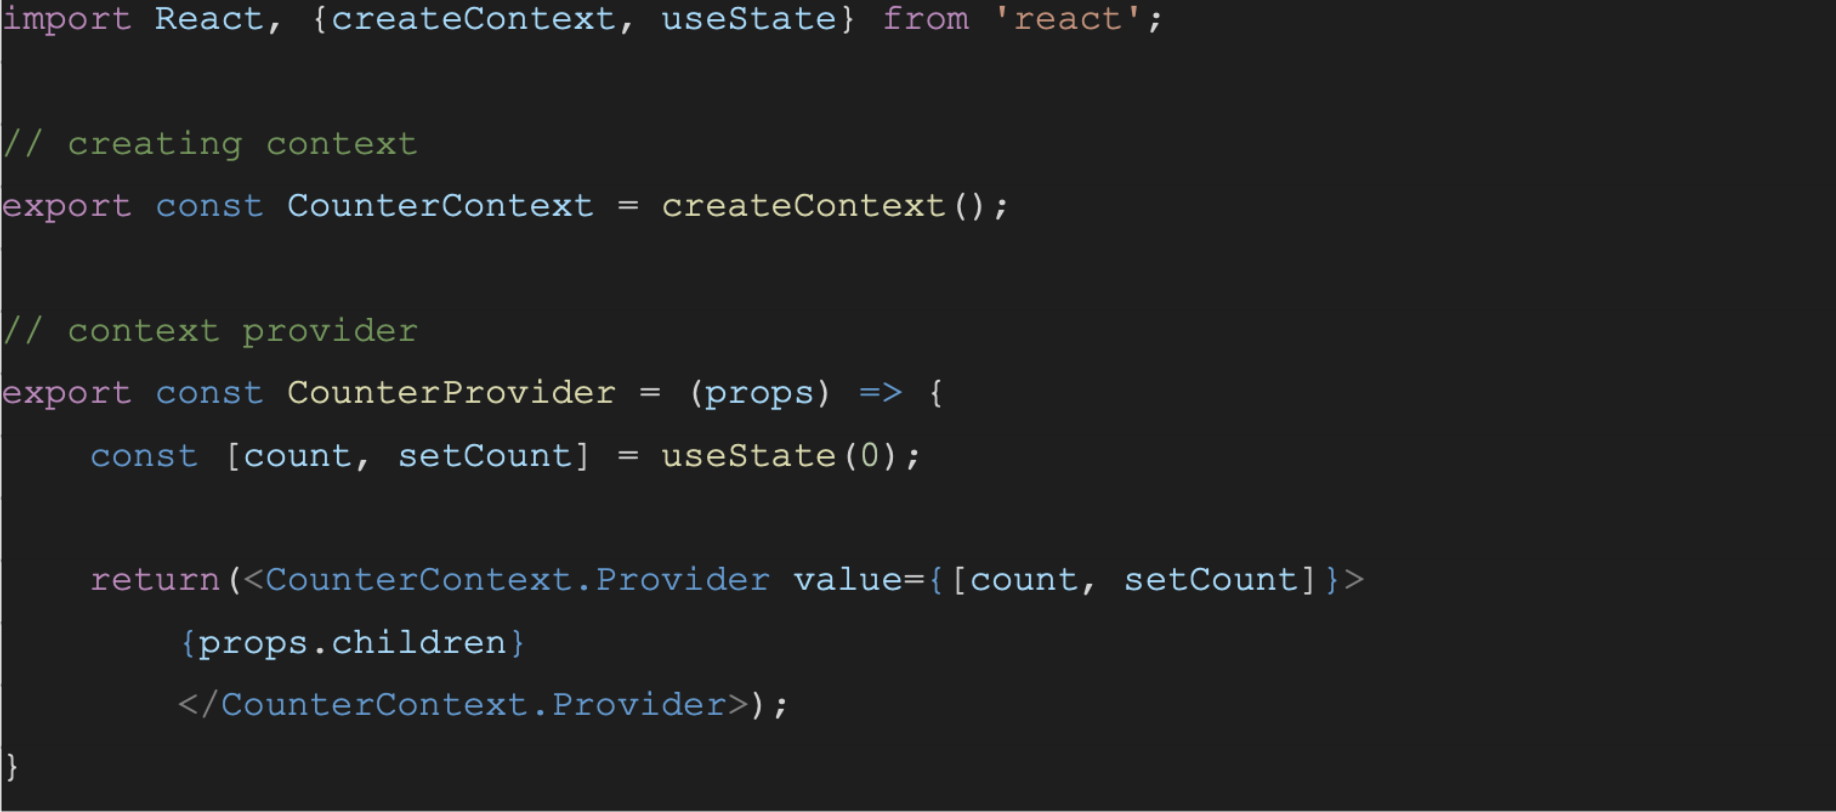 import React, {createContext, useState} from 'react';
// creating context
export const CounterContext = createContext();
// context provider
export const CounterProvider = (props) => {
const [count, setCount] = useState(0);
return(<CounterContext.Provider value={[count, setCount]}>
{props.children}
</CounterContext.Provider>);
}